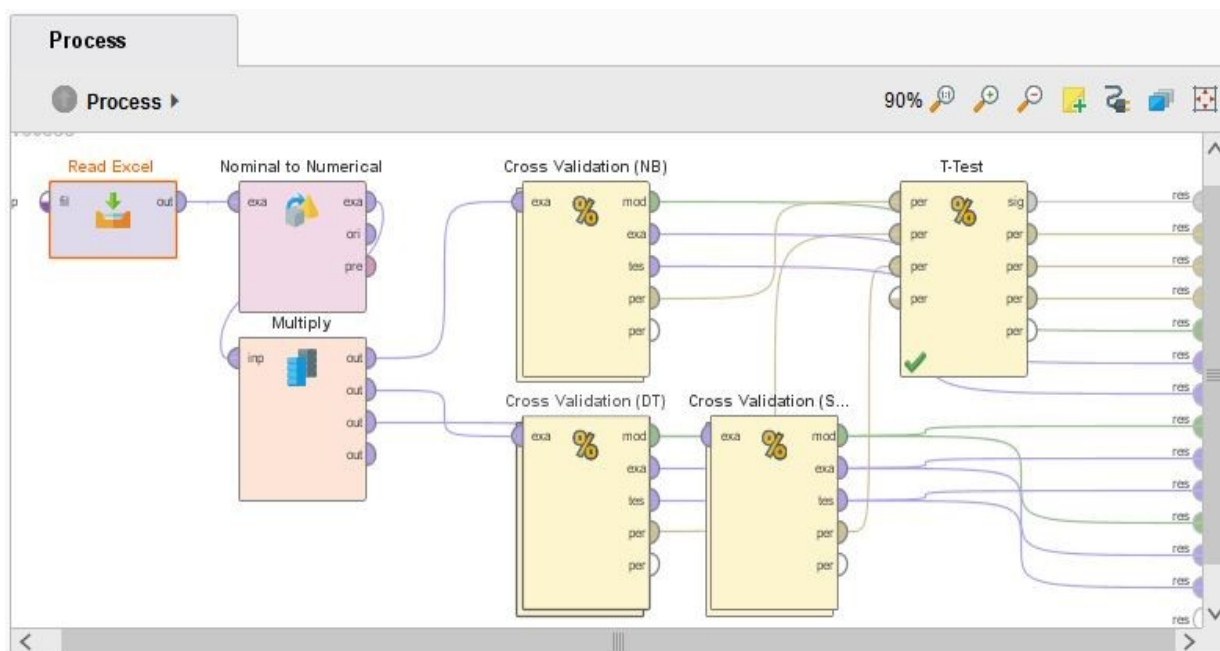 Process
Process
90%
Read Excel
fil
out
Nominal to Numerical
exa
exa
ori
pre
Multiply
inp
out
out
out
out
Cross Validation (NB)
exa
mod
exa
tes
per
per
Cross Validation (DT)
exa
mod
exa
tes
per
per
Cross Validation (S...
exa
mod
exa
tes
per
per
T-Test
per
sig
per
per
per
per
per
per
per
res
res
res
res
res
res
res
res
res
res
res
res
res
res